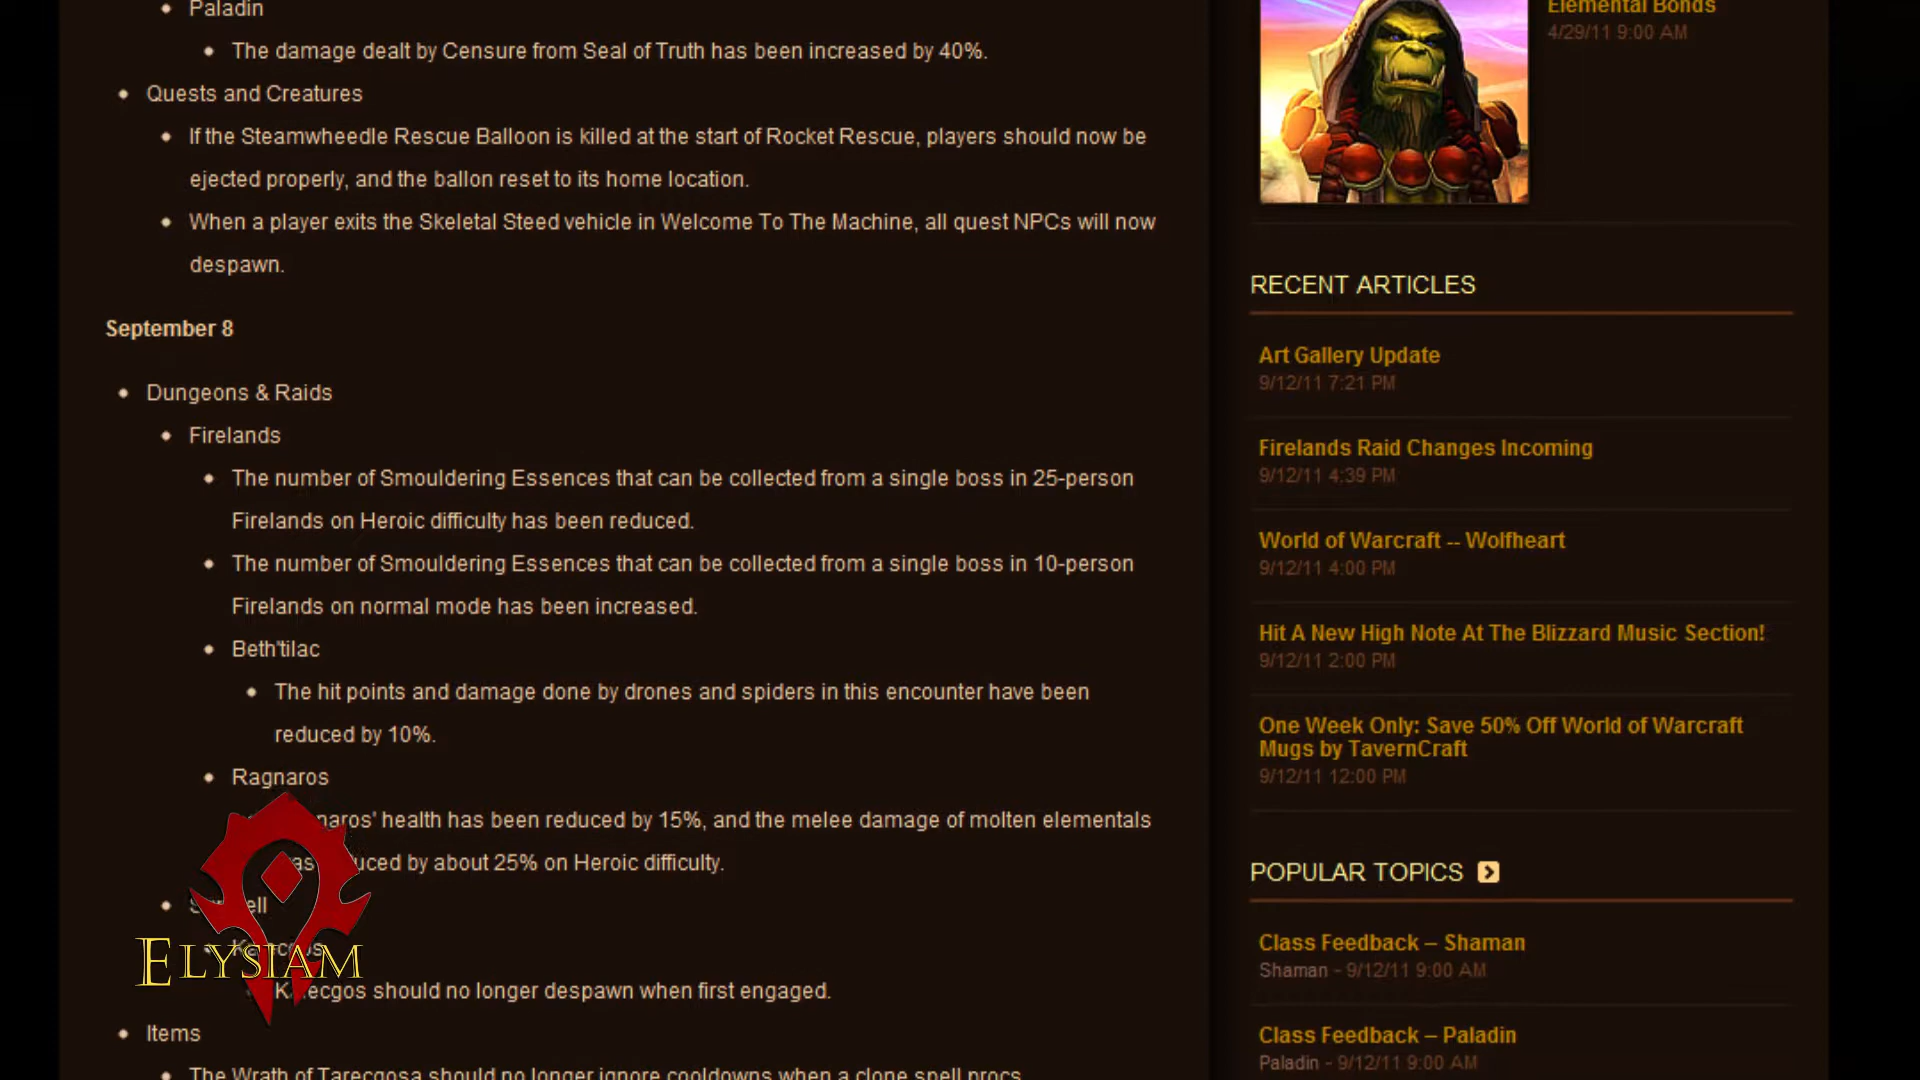 Paladin
The damage dealt by Censure from Seal of Truth has been increased by 40%.
Quests and Creatures
If the Steamwheedle Rescue Balloon is killed at the start of Rocket Rescue, players should now be
ejected properly, and the ballon reset to its home location.
When a player exits the Skeletal Steed vehicle in Welcome To The Machine, all quest NPCs will now
despawn.
September 8
Dungeons & Raids
Firelands
The number of Smouldering Essences that can be collected from a single boss in 25-person
Firelands on Heroic difficulty has been reduced.
The number of Smouldering Essences that can be collected from a single boss in 10-person
Firelands on normal mode has been increased.
Beth'tilac
The hit points and damage done by drones and spiders in this encounter have been
reduced by 10%.
Ragnaros
health has been reduced by 15%, and the melee damage of molten elementals
by about 25% on Heroic difficulty.
ELYSIAM
should no longer despawn when first engaged.
Items
The Wrath of Tarecgosa should no longer ignore cooldowns when a clone spell procs.
Elemental Bonds
4/29/11 9:00 AM
RECENT ARTICLES
Art Gallery Update
9/12/11 7:21 PM
Firelands Raid Changes Incoming
9/12/11 4:39 PM
World of Warcraft -- Wolfheart
9/12/11 4:00 PM
Hit A New High Note At The Blizzard Music Section!
9/12/11 2:00 PM
One Week Only: Save 50% Off World of Warcraft
Mugs by TavernCraft
9/12/11 12:00 PM
POPULAR TOPICS
Class Feedback – Shaman
Shaman - 9/12/11 9:00 AM
Class Feedback – Paladin
Paladin - 9/12/11 9:00 AM